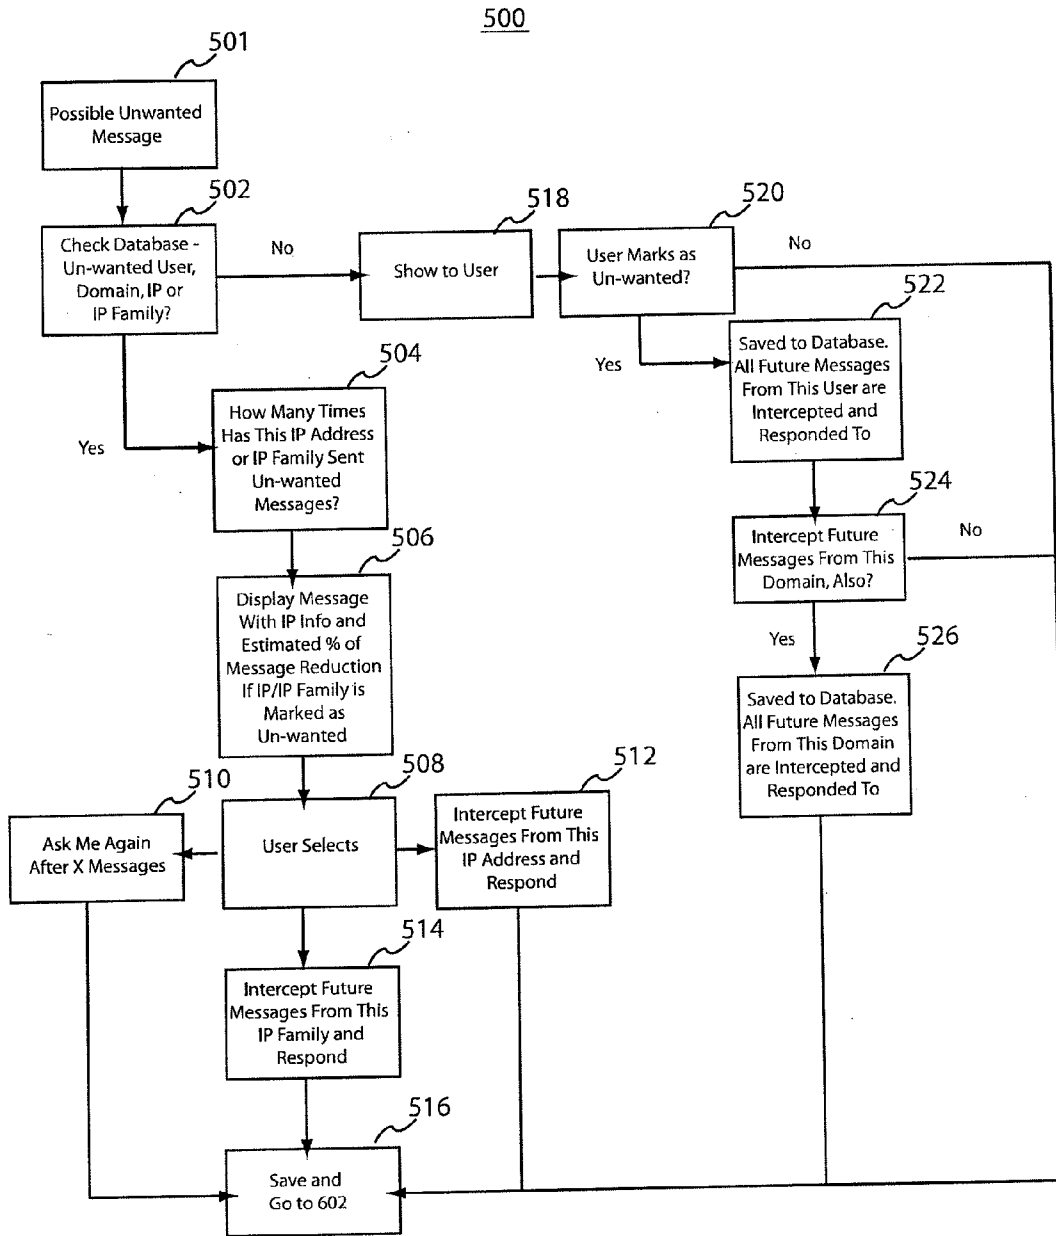 500
501
Possible Unwanted
Message
502
Check Database -
Un-wanted User,
Domain, IP or
IP Family?
No
518
Show to User
520
User Marks as
Un-wanted?
No
Yes
522
Saved to Database.
All Future Messages
From This User are
Intercepted and
Responded To
504
How Many Times
Has This IP Address
or IP Family Sent
Un-wanted
Messages?
Yes
524
Intercept Future
Messages From This
Domain, Also?
No
Yes
506
Display Message
With IP Info and
Estimated % of
Message Reduction
If IP/IP Family is
Marked as
Un-wanted
526
Saved to Database.
All Future Messages
From This Domain
are Intercepted and
Responded To
508
User Selects
510
Ask Me Again
After X Messages
512
Intercept Future
Messages From This
IP Address and
Respond
514
Intercept Future
Messages From This
IP Family and
Respond
516
Save and
Go to 602